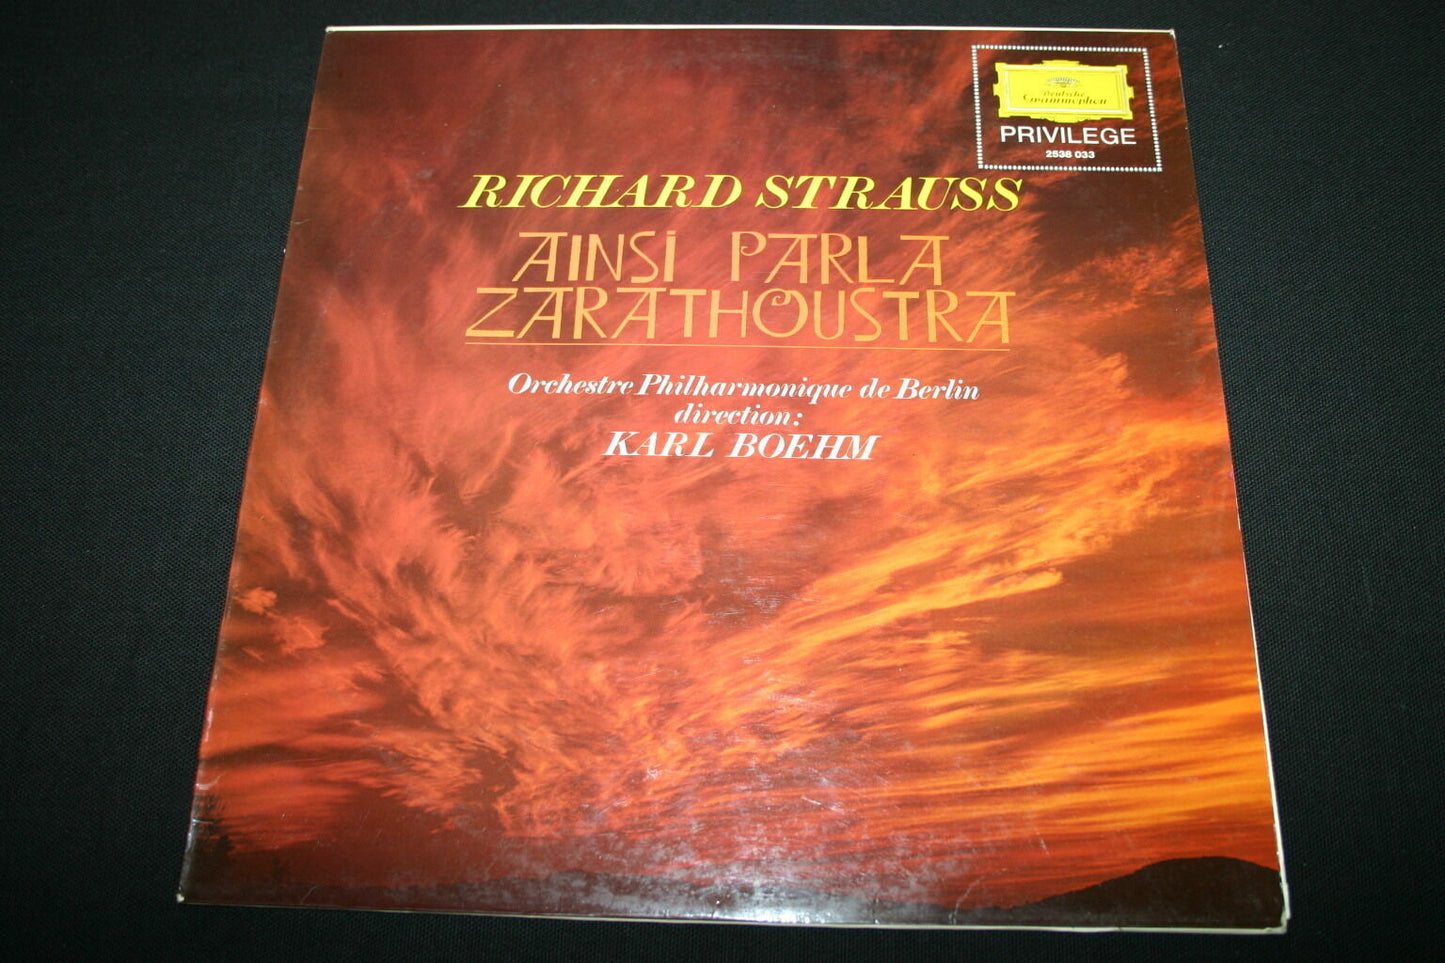 Deutsche
Grammophon
PRIVILEGE
2538 033
RICHARD STRAUSS
AINSi PARLA
ZARATHOUSTRA
Orchestre Philharmonique de Berlin
direction:
KARL BOEHM